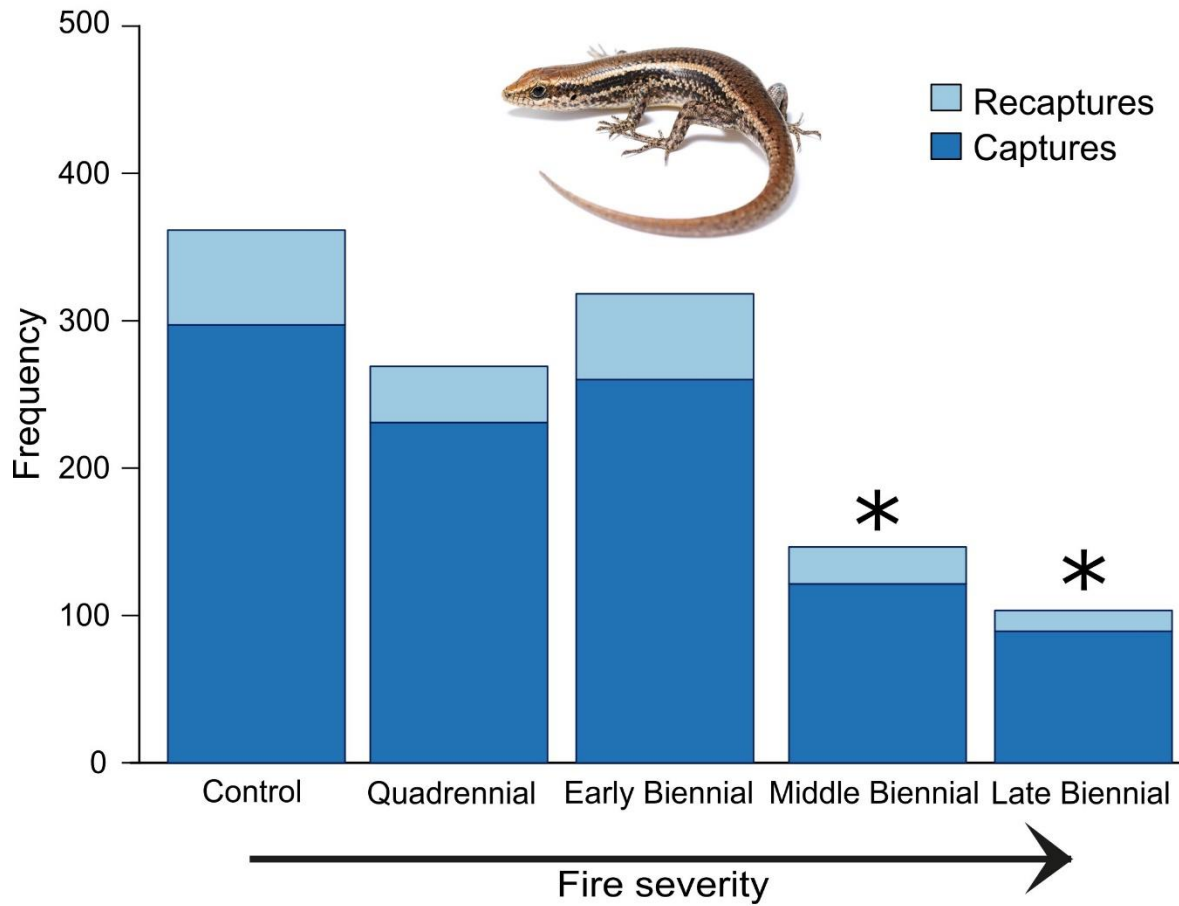 500
400
300
200
100
0
Frequency
Recaptures
Captures
* *
Control Quadrennial Early Biennial Middle Biennial Late Biennial
Fire severity